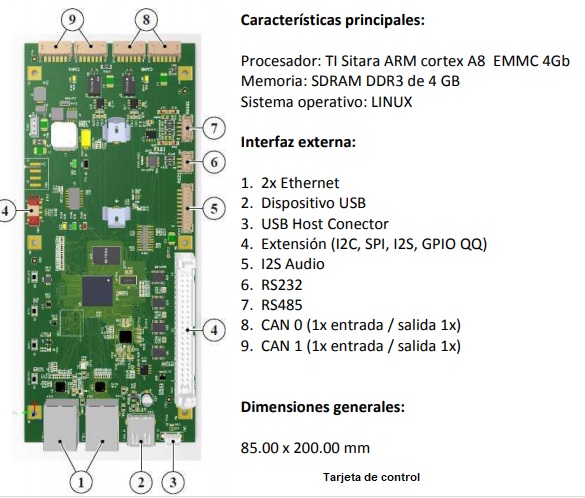 9
8
Características principales:
Procesador: TI Sitara ARM cortex A8 EMMC 4Gb
Memoria: SDRAM DDR3 de 4 GB
Sistema operativo: LINUX
7
Interfaz externa:
6
1. 2x Ethernet
2. Dispositivo USB
3. USB Host Conector
4
5
4. Extensión (I2C, SPI, I2S, GPIO QQ)
5. I2S Audio
6. RS232
7. RS485
4
8. CAN 0 (1x entrada / salida 1x)
9. CAN 1 (1x entrada / salida 1x)
Dimensiones generales:
85.00 x 200.00 mm
1
2
3
Tarjeta de control